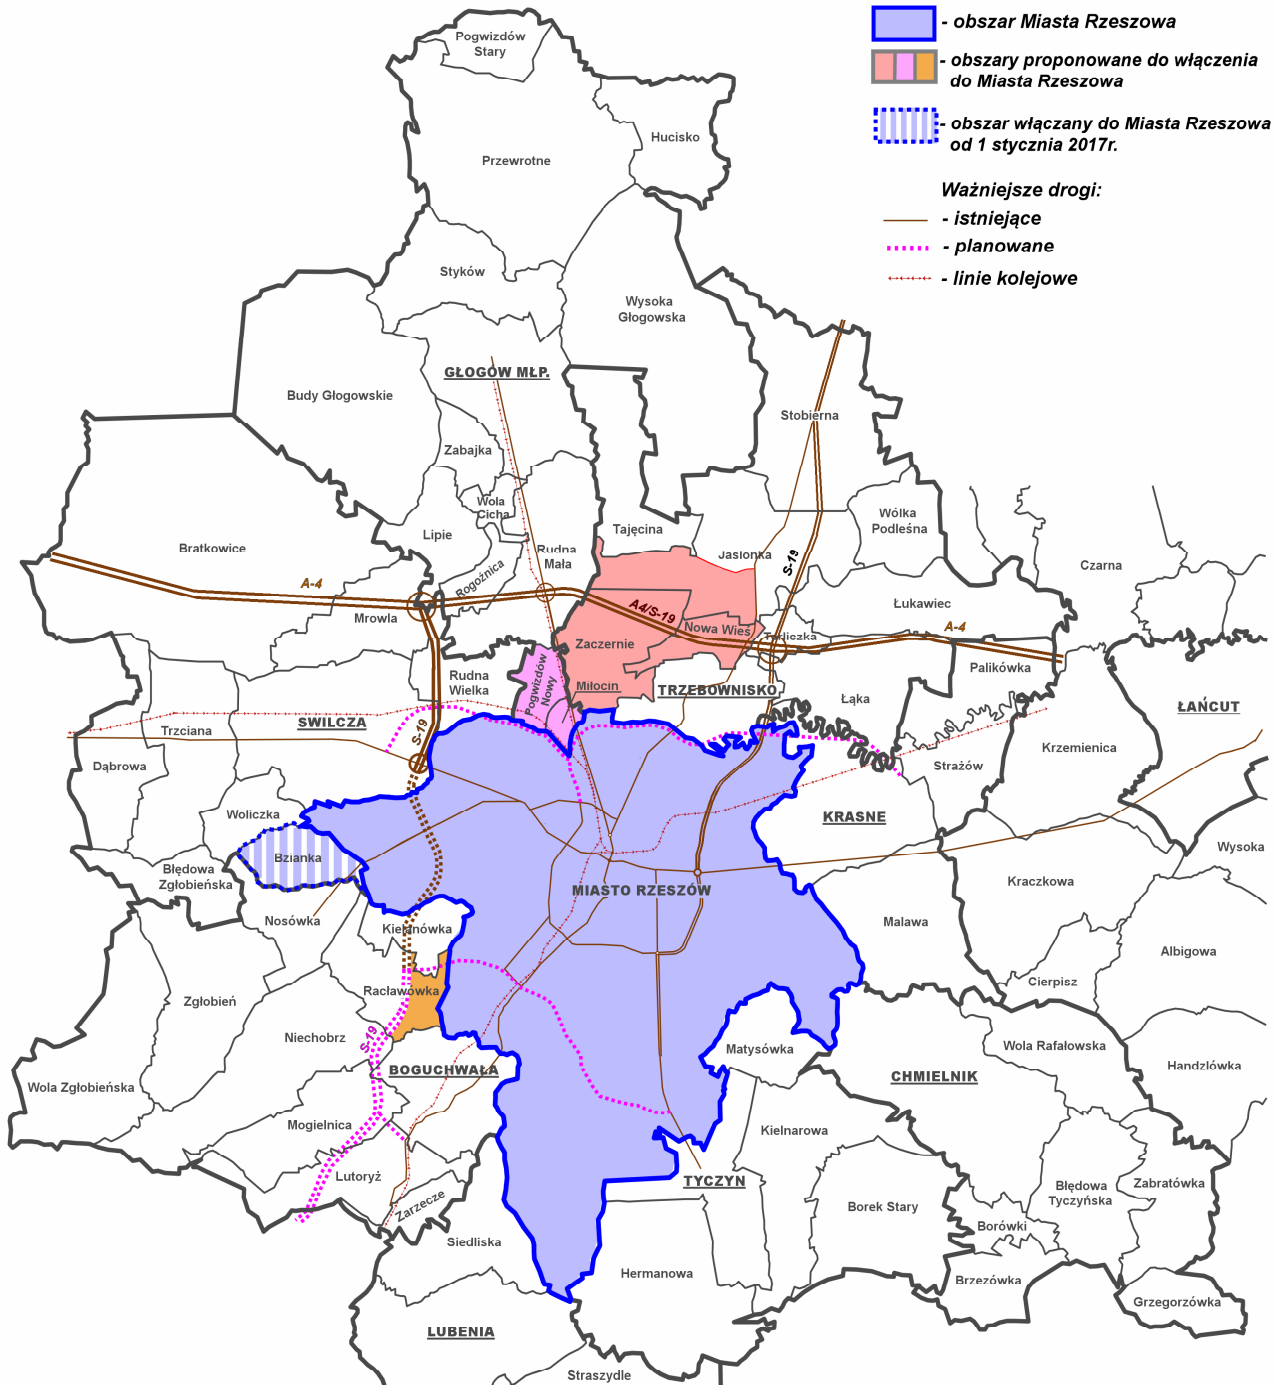 - obszar Miasta Rzeszowa
- obszary proponowane do włączenia
do Miasta Rzeszowa
- obszar włączany do Miasta Rzeszowa
od 1 stycznia 2017r.
Ważniejsze drogi:
- istniejące
- planowane
- linie kolejowe
Pogwizdów
Stary
Hucisko
Przewrotne
Styków
Wysoka
Głogowska
GŁOGÓW MŁP.
Budy Głogowskie
Stobierna
Zabajka
Wola
Cicha
Lipie
Tajęcina
Wólka
Podleśna
Bratkowice
Rudna
Mała
Jasionka
S-19
Czarna
Rogoźnica
A-4
Mrowla
A4/S-19
Łukawiec
Nowa Wieś
Terliczka
A-4
Zaczernie
Palikówka
Rudna
Wielka
Pogwizdów
Nowy
Miłocin
TRZEBOWNISKO
Łąka
ŁAŃCUT
ŚWILCZA
S-19
Trzciana
Krzemienica
Dąbrowa
Strażów
Woliczka
KRASNE
Bzianka
Wysoka
Błędowa
Zgłobieńska
MIASTO RZESZÓW
Kraczkowa
Nosówka
Kielanówka
Malawa
Albigowa
Racławówka
Cierpisz
Zgłobień
Niechobrz
S-19
Matysówka
Wola Rafałowska
BOGUCHWAŁA
CHMIELNIK
Handzlówka
Wola Zgłobieńska
Mogielnica
Kielnarowa
Lutoryż
TYCZYN
Zabratówka
Błędowa
Tyczyńska
Zarzecze
Borek Stary
Borówki
Siedliska
Hermanowa
Brzezówka
Grzegorzówka
LUBENIA
Straszydle